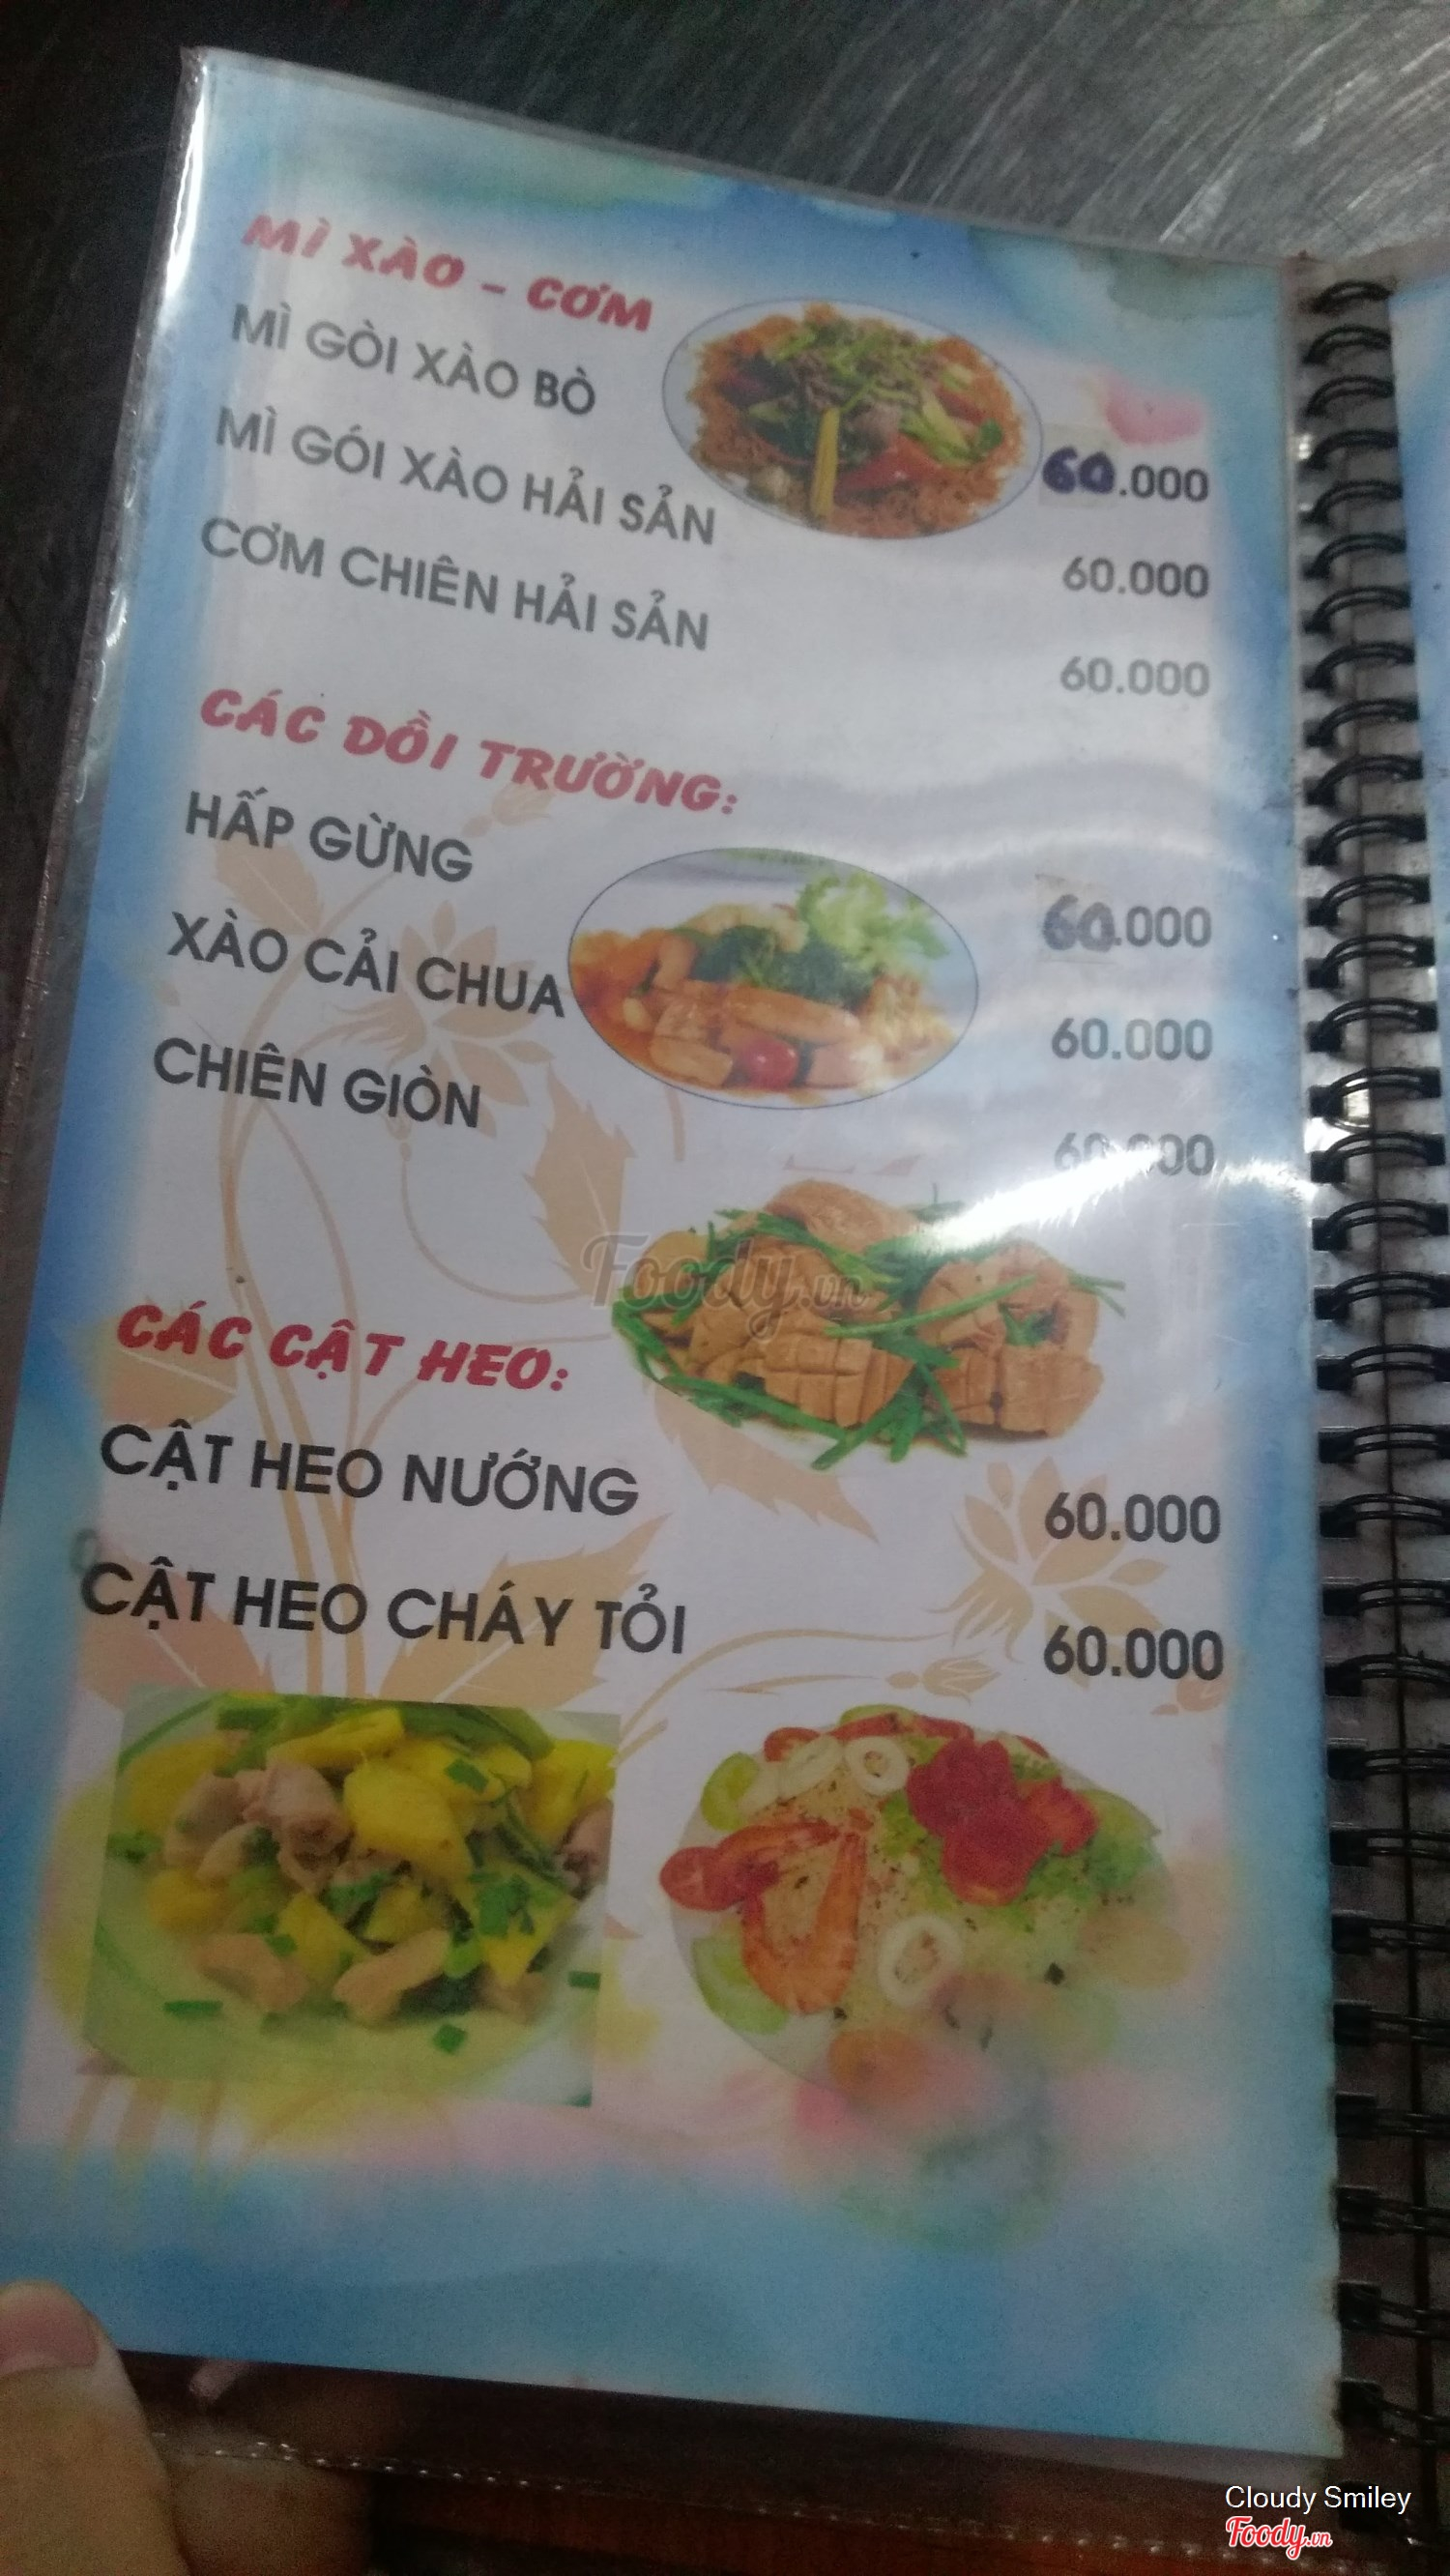 MÌ XÀO - CƠM
MÌ GÒI XÀO BÒ 60.000
MÌ GÓI XÀO HẢI SẢN 60.000
CƠM CHIÊN HẢI SẢN 60.000
CÁC DỒI TRƯỜNG:
HẤP GỪNG 60.000
XÀO CẢI CHUA 60.000
CHIÊN GIÒN 60.000
Foody.vn
CÁC CẬT HEO:
CẬT HEO NƯỚNG 60.000
CẬT HEO CHÁY TỎI 60.000
Cloudy Smiley
Foody.vn